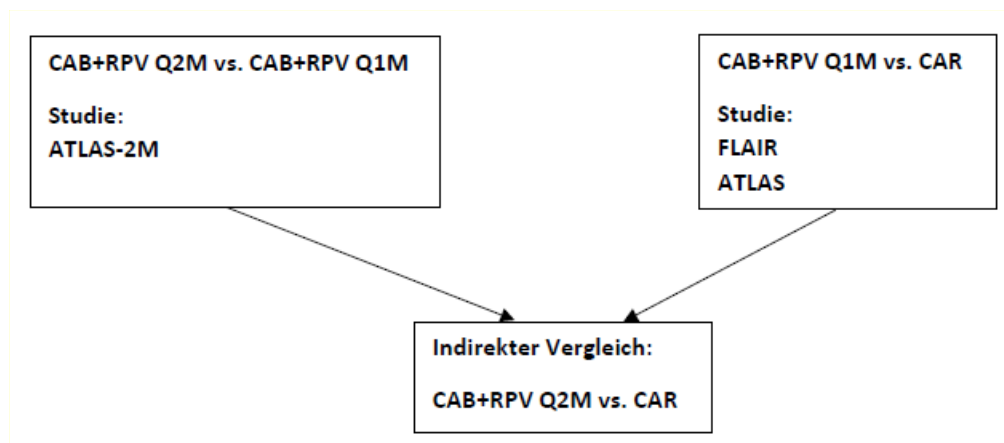 CAB+RPV Q2M vs. CAB+RPV Q1M
Studie:
ATLAS-2M
CAB+RPV Q1M vs. CAR
Studie:
FLAIR
ATLAS
Indirekter Vergleich:
CAB+RPV Q2M vs. CAR